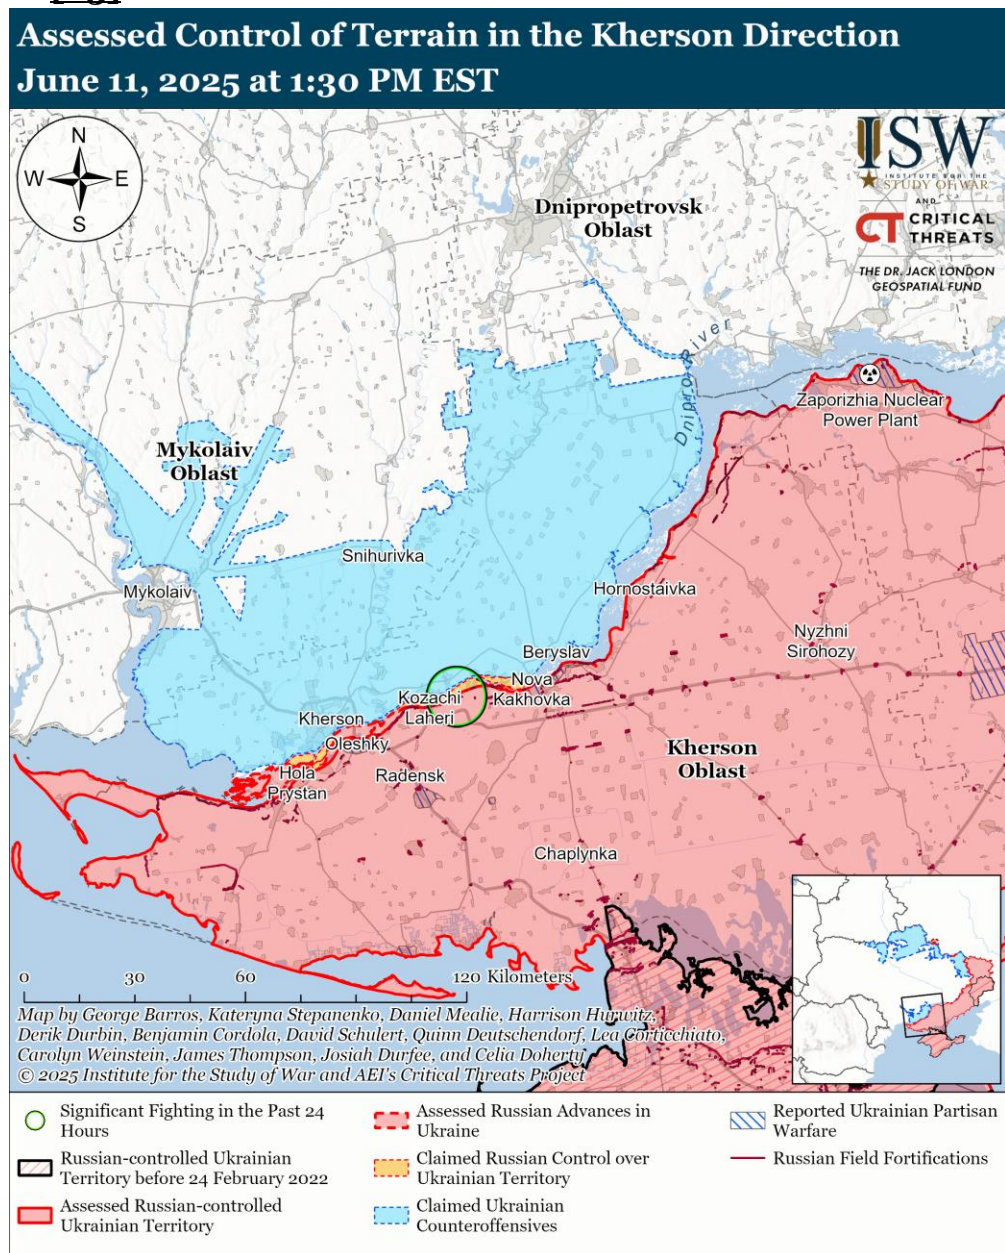 Assessed Control of Terrain in the Kherson Direction
June 11, 2025 at 1:30 PM EST
N
W
E
S
ISW
INSTITUTE FOR THE
STUDY OF WAR
AND
CT CRITICAL
THREATS
THE DR. JACK LONDON
GEOSPATIAL FUND
Dnipropetrovsk
Oblast
Dnipro River
Zaporizhia Nuclear
Power Plant
Mykolaiv
Oblast
Snihurivka
Mykolaiv
Hornostaivka
Nyzhni
Sirohozy
Beryslav
Nova
Kakhovka
Kozachi
Laheri
Kherson
Oleshky
Hola
Prystan
Radensk
Kherson
Oblast
Chaplynka
0 30 60 120 Kilometers
Map by George Barros, Kateryna Stepanenko, Daniel Mealie, Harrison Hurwitz,
Derik Durbin, Benjamin Cordola, David Schulert, Quinn Deutschendorf, Lea Corticchiato,
Carolyn Weinstein, James Thompson, Josiah Durfee, and Celia Doherty
© 2025 Institute for the Study of War and AEI's Critical Threats Project
Significant Fighting in the Past 24
Hours
Russian-controlled Ukrainian
Territory before 24 February 2022
Assessed Russian-controlled
Ukrainian Territory
Assessed Russian Advances in
Ukraine
Claimed Russian Control over
Ukrainian Territory
Claimed Ukrainian
Counteroffensives
Reported Ukrainian Partisan
Warfare
Russian Field Fortifications